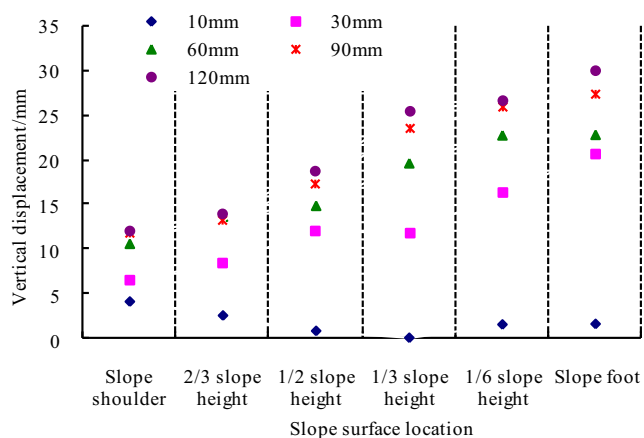 35
30
25
20
15
10
5
0
Vertical displacement/mm
10mm
30mm
60mm
90mm
120mm
Slope shoulder
2/3 slope height
1/2 slope height
1/3 slope height
1/6 slope height
Slope foot
Slope surface location